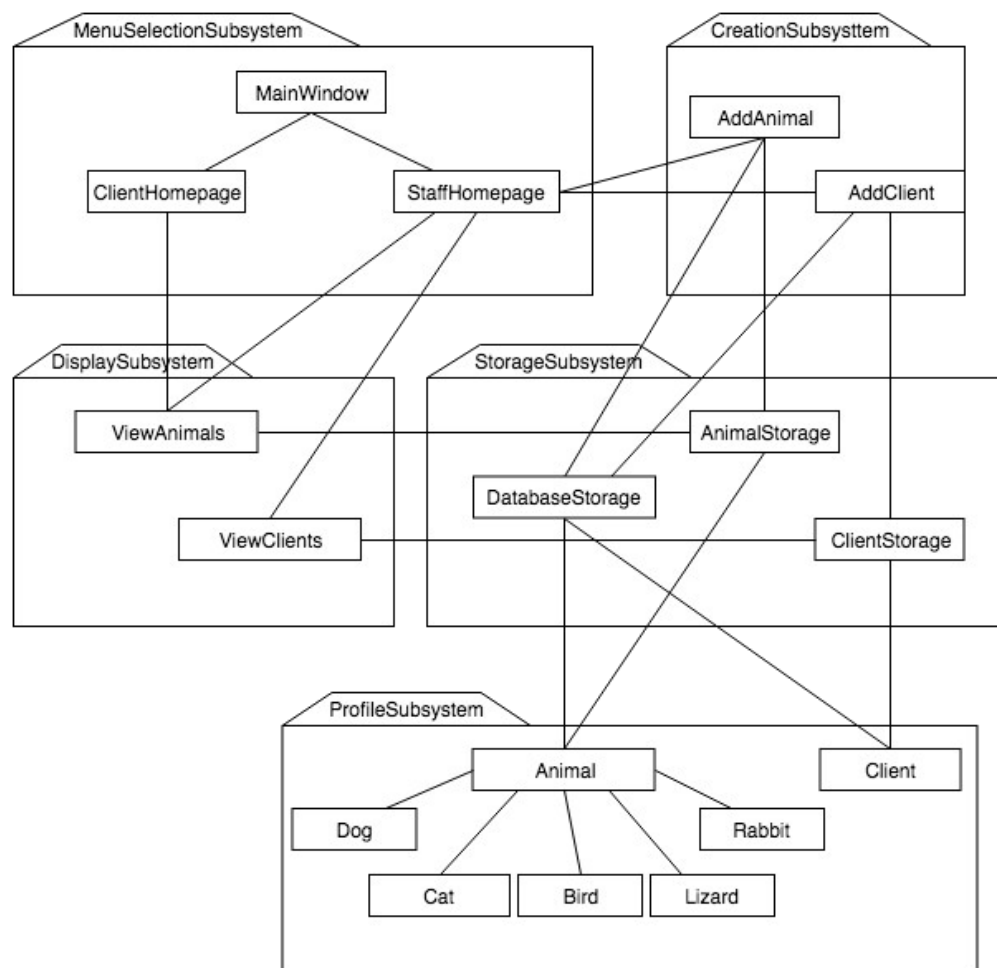 MenuSelectionSubsystem
CreationSubsysttem
MainWindow
AddAnimal
ClientHomepage
StaffHomepage
AddClient
DisplaySubsystem
StorageSubsystem
ViewAnimals
AnimalStorage
DatabaseStorage
ViewClients
ClientStorage
ProfileSubsystem
Animal
Client
Dog
Rabbit
Cat
Bird
Lizard